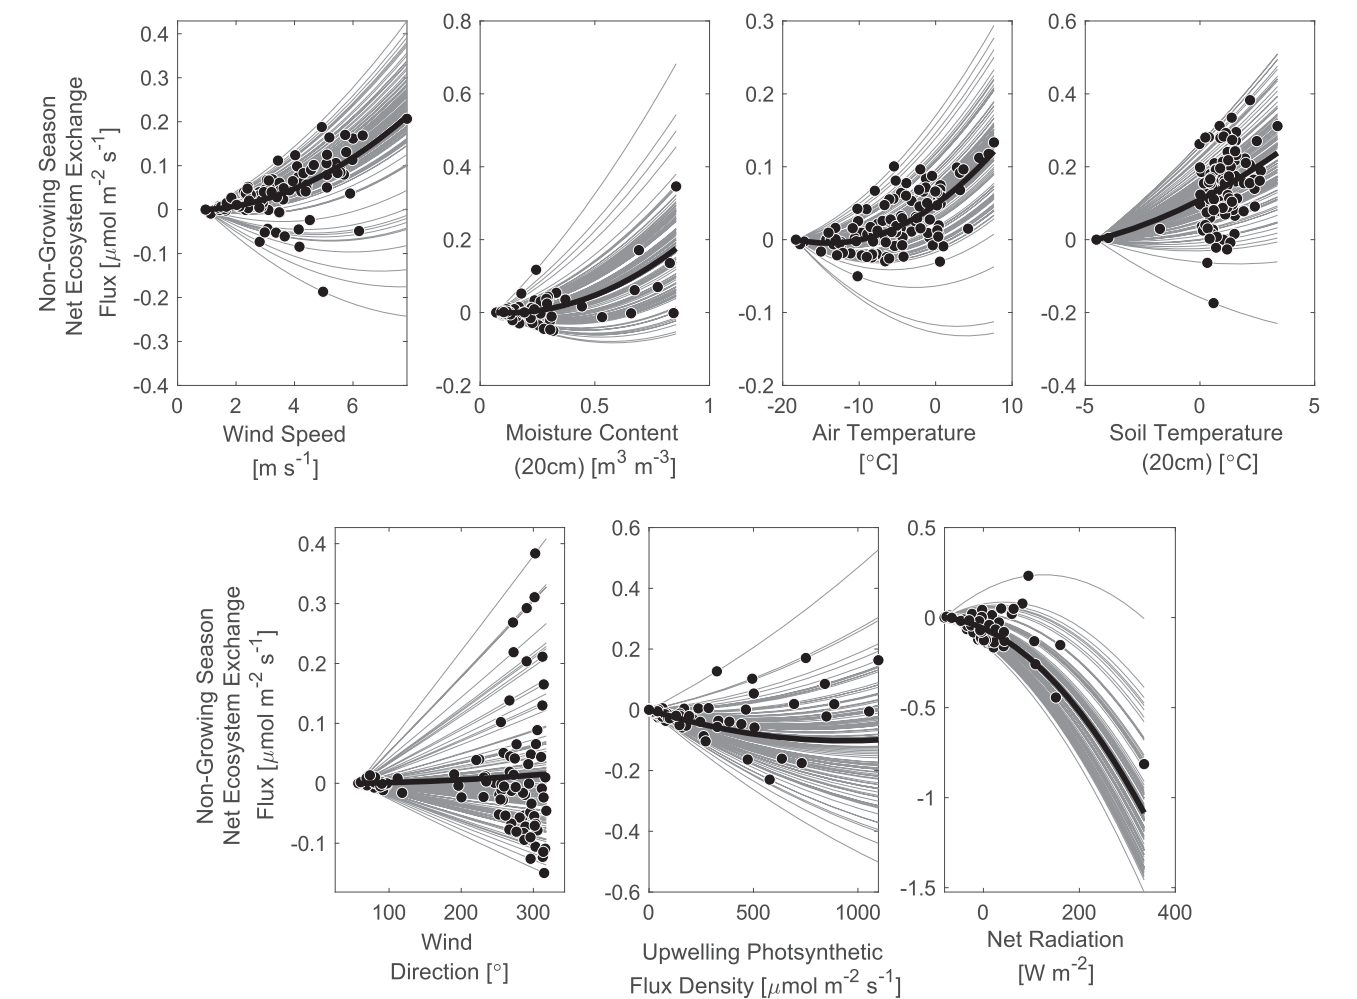 Non-Growing Season
Net Ecosystem Exchange
Flux [μmol m-2 s-1]
0.4
0.3
0.2
0.1
0
-0.1
-0.2
-0.3
-0.4
0 2 4 6
Wind Speed
[m s-1]
0.8
0.6
0.4
0.2
0
-0.2
0 0.5 1
Moisture Content
(20cm) [m3 m-3]
0.3
0.2
0.1
0
-0.1
-0.2
-20 -10 0 10
Air Temperature
[°C]
0.6
0.4
0.2
0
-0.2
-0.4
-5 0 5
Soil Temperature
(20cm) [°C]
Non-Growing Season
Net Ecosystem Exchange
Flux [μmol m-2 s-1]
0.4
0.3
0.2
0.1
0
-0.1
100 200 300
Wind
Direction [°]
0.6
0.4
0.2
0
-0.2
-0.4
-0.6
0 500 1000
Upwelling Photsynthetic
Flux Density [μmol m-2 s-1]
0.5
0
-0.5
-1
-1.5
0 200 400
Net Radiation
[W m-2]